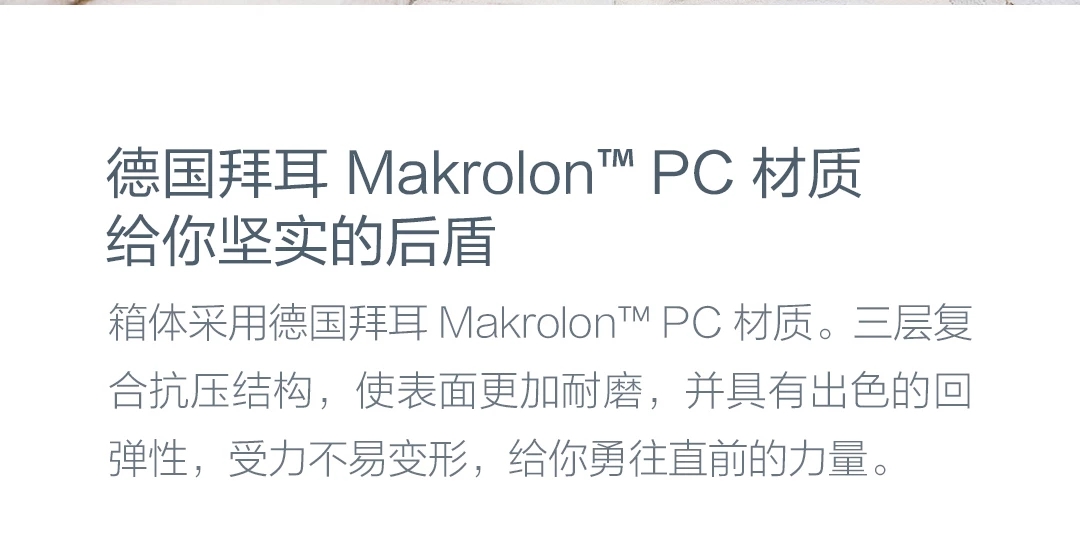 德国拜耳 Makrolon™ PC 材质
给你坚实的后盾
箱体采用德国拜耳 Makrolon™ PC 材质。三层复
合抗压结构，使表面更加耐磨，并具有出色的回
弹性，受力不易变形，给你勇往直前的力量。